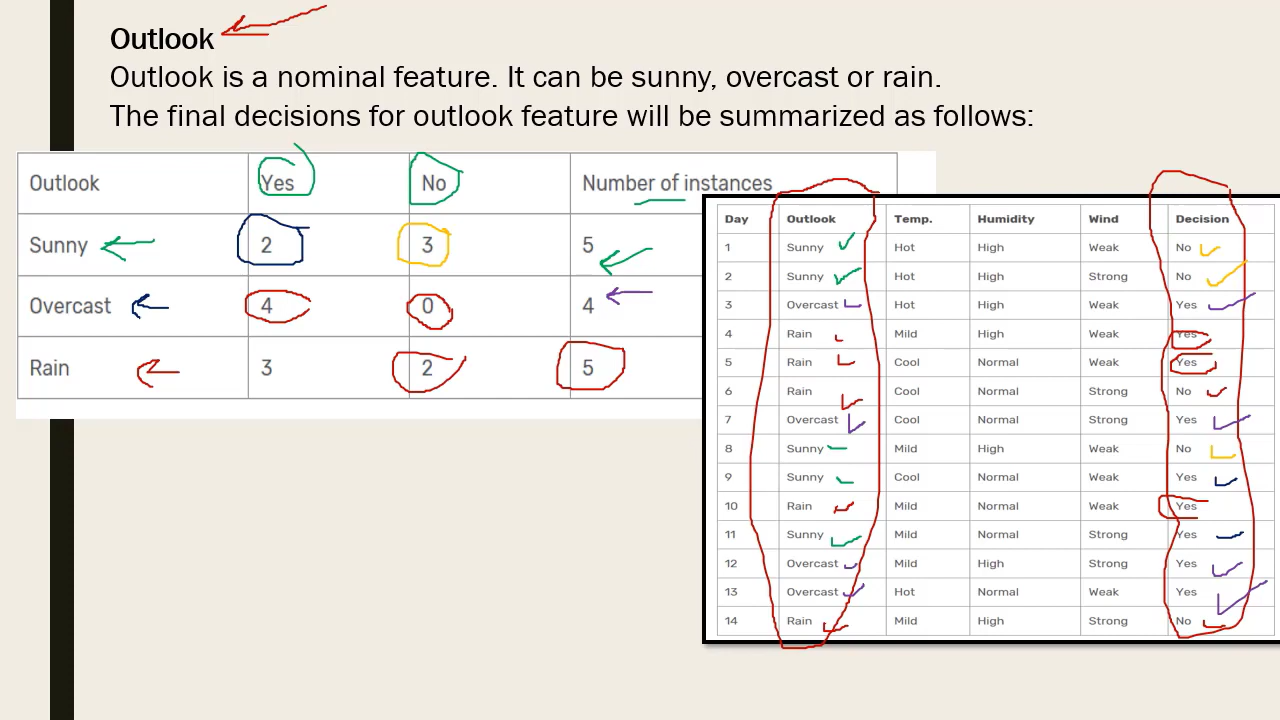 Outlook
Outlook is a nominal feature. It can be sunny, overcast or rain.
The final decisions for outlook feature will be summarized as follows:
Outlook Yes No Number of instances
Sunny 2 3 5
Overcast 4 0 4
Rain 3 2 5
Day Outlook Temp. Humidity Wind Decision
1 Sunny Hot High Weak No
2 Sunny Hot High Strong No
3 Overcast Hot High Weak Yes
4 Rain Mild High Weak Yes
5 Rain Cool Normal Weak Yes
6 Rain Cool Normal Strong No
7 Overcast Cool Normal Strong Yes
8 Sunny Mild High Weak No
9 Sunny Cool Normal Weak Yes
10 Rain Mild Normal Weak Yes
11 Sunny Mild Normal Strong Yes
12 Overcast Mild High Strong Yes
13 Overcast Hot Normal Weak Yes
14 Rain Mild High Strong No